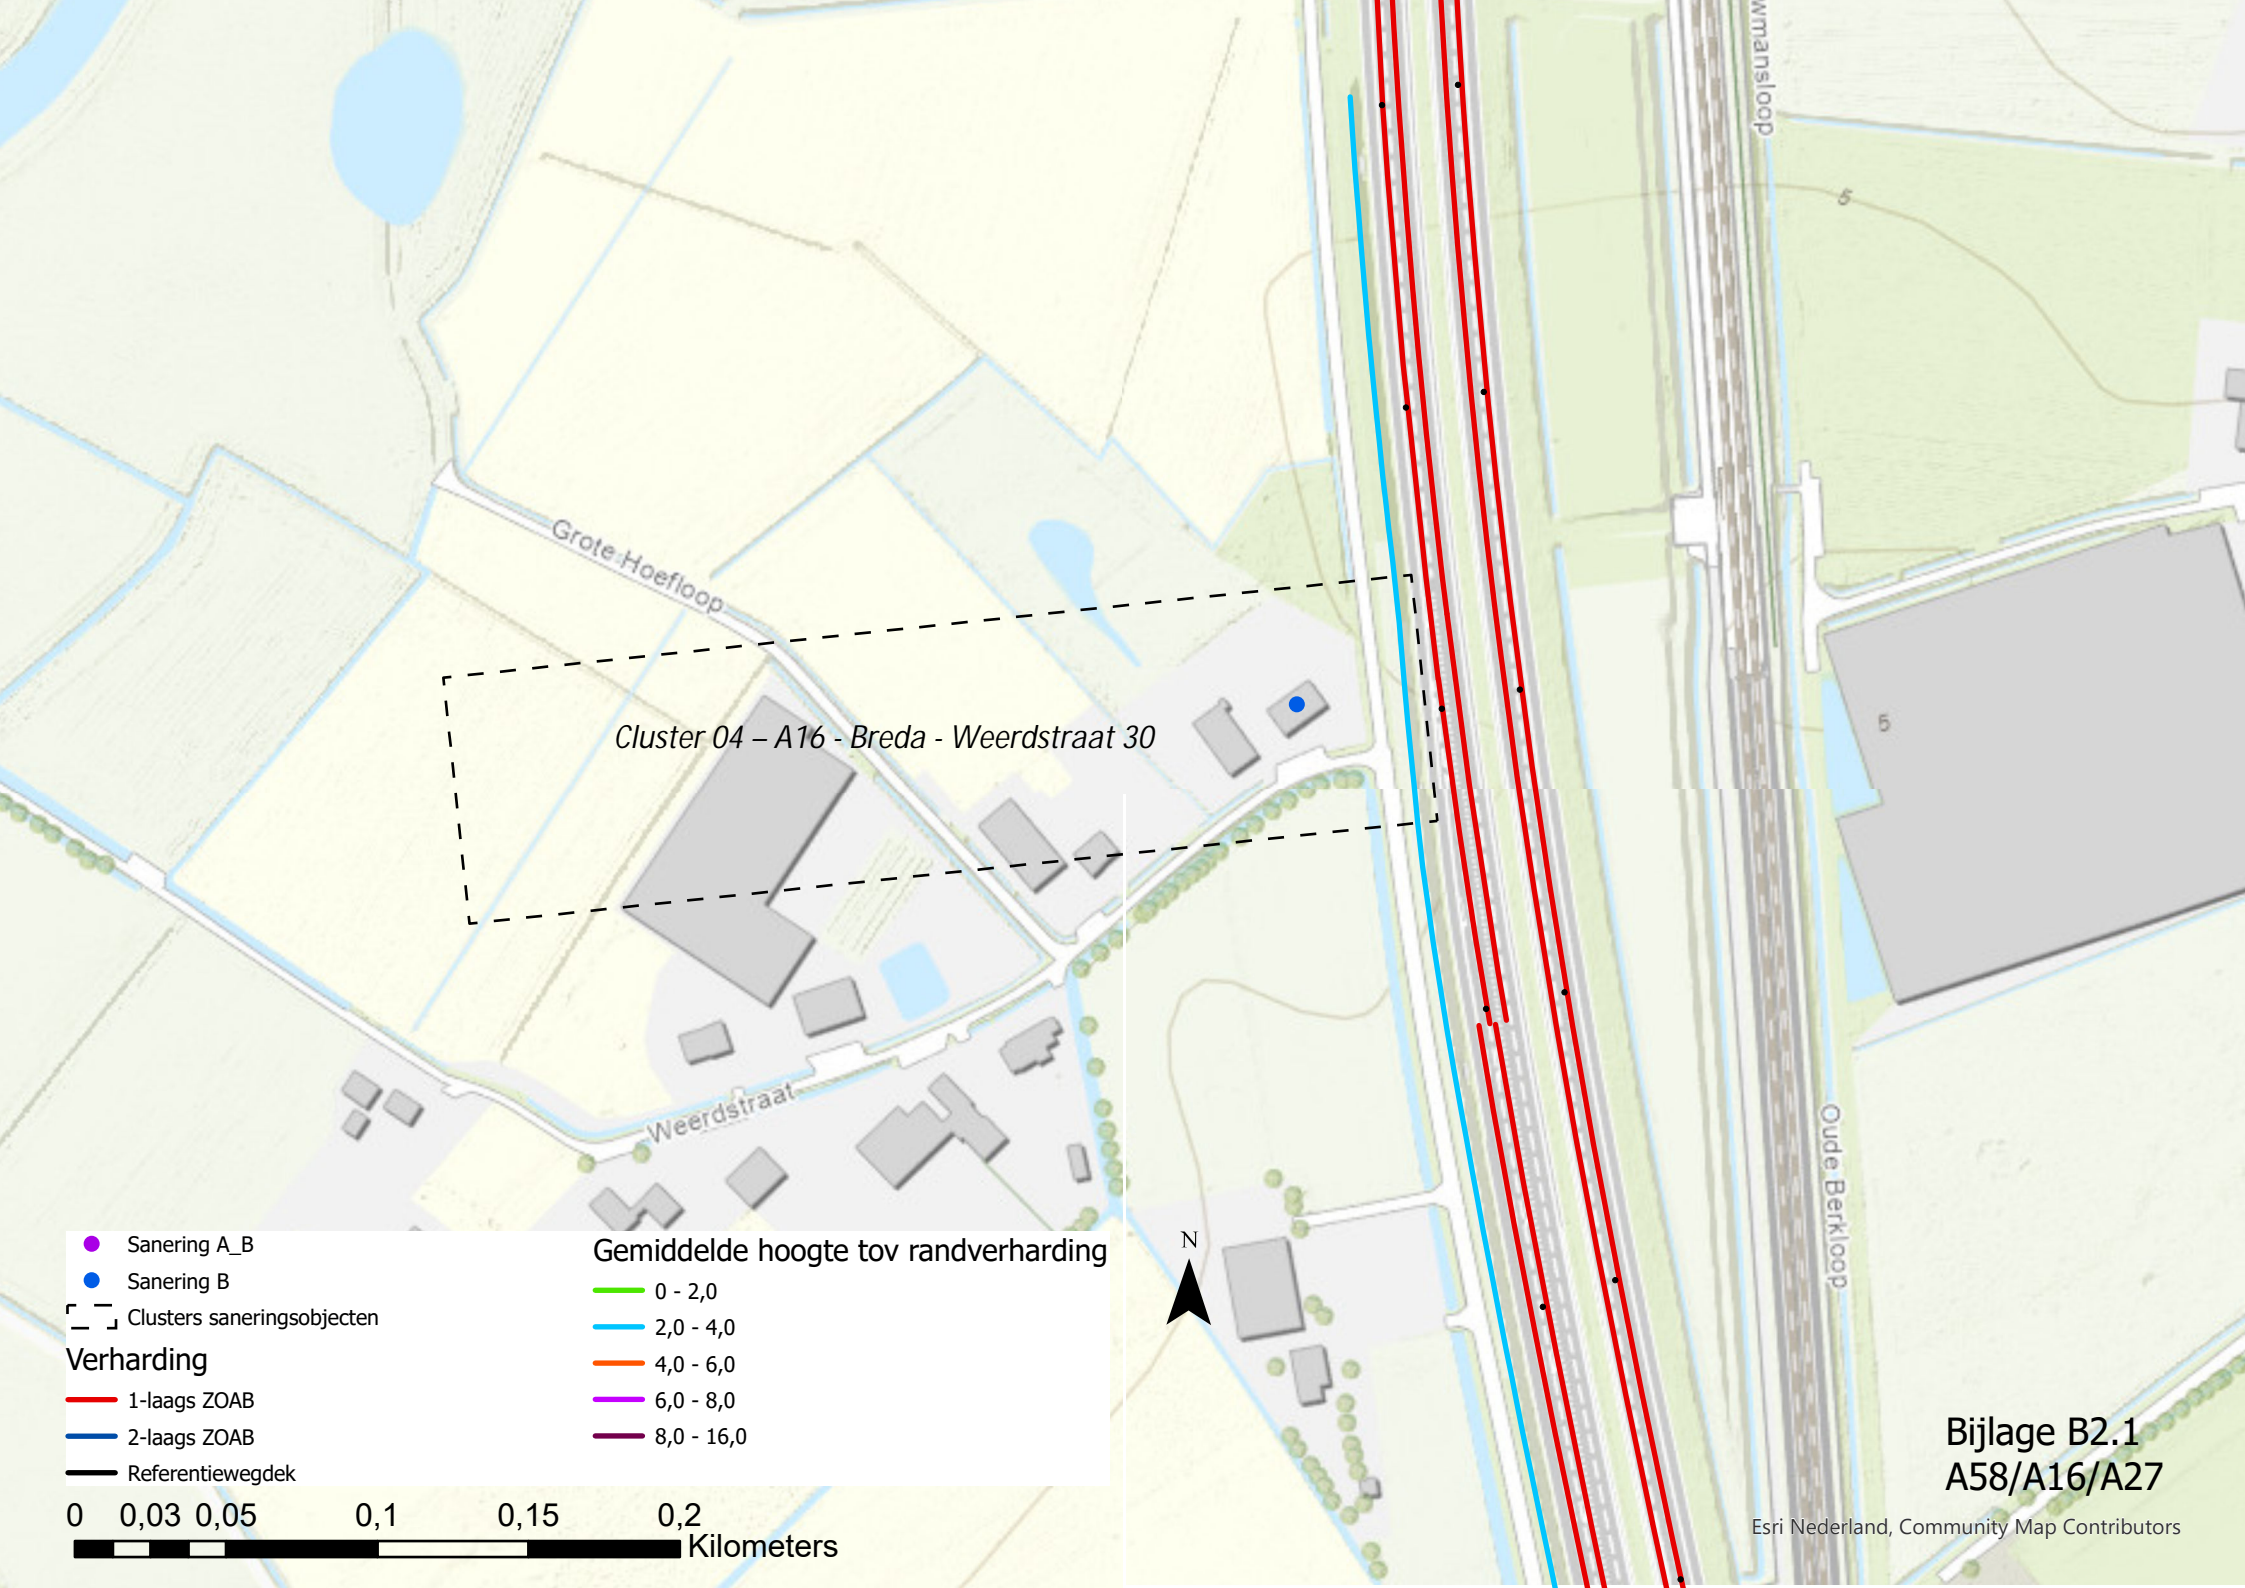 wmansloop
5
Grote Hoefloop
Cluster 04 – A16 - Breda - Weerdstraat 30
5
Weerdstraat
Oude Berkloop
N
Sanering A_B
Sanering B
Clusters saneringsobjecten
Verharding
1-laags ZOAB
2-laags ZOAB
Referentiewegdek
Gemiddelde hoogte tov randverharding
0 - 2,0
2,0 - 4,0
4,0 - 6,0
6,0 - 8,0
8,0 - 16,0
0 0,03 0,05 0,1 0,15 0,2
Kilometers
Bijlage B2.1
A58/A16/A27
Esri Nederland, Community Map Contributors